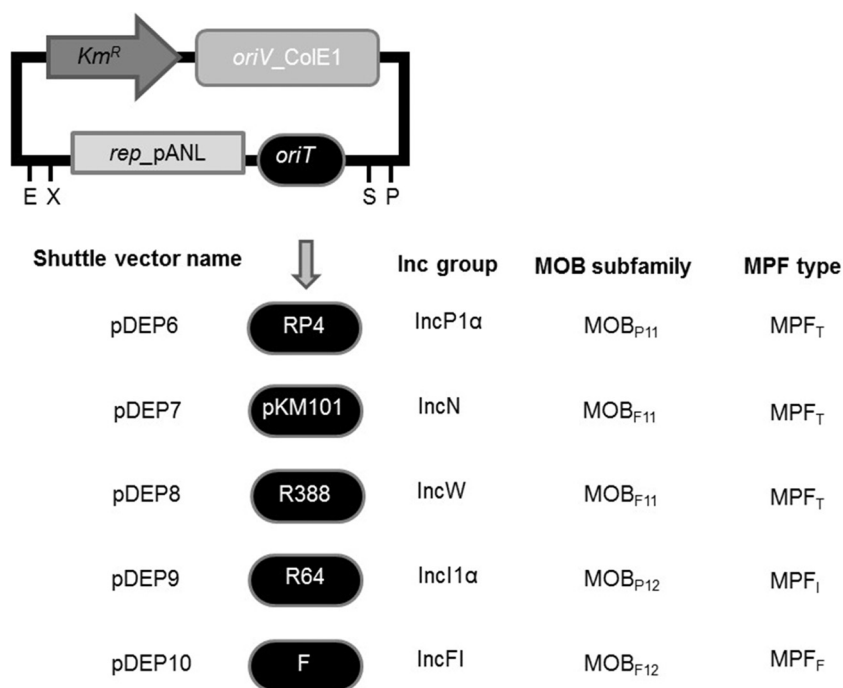 Km^R oriV_ColE1
rep_pANL oriT
E X S P
Shuttle vector name Inc group MOB subfamily MPF type
pDEP6 RP4 IncP1α MOB_P11 MPF_T
pDEP7 pKM101 IncN MOB_F11 MPF_T
pDEP8 R388 IncW MOB_F11 MPF_T
pDEP9 R64 IncI1α MOB_P12 MPF_I
pDEP10 F IncFI MOB_F12 MPF_F